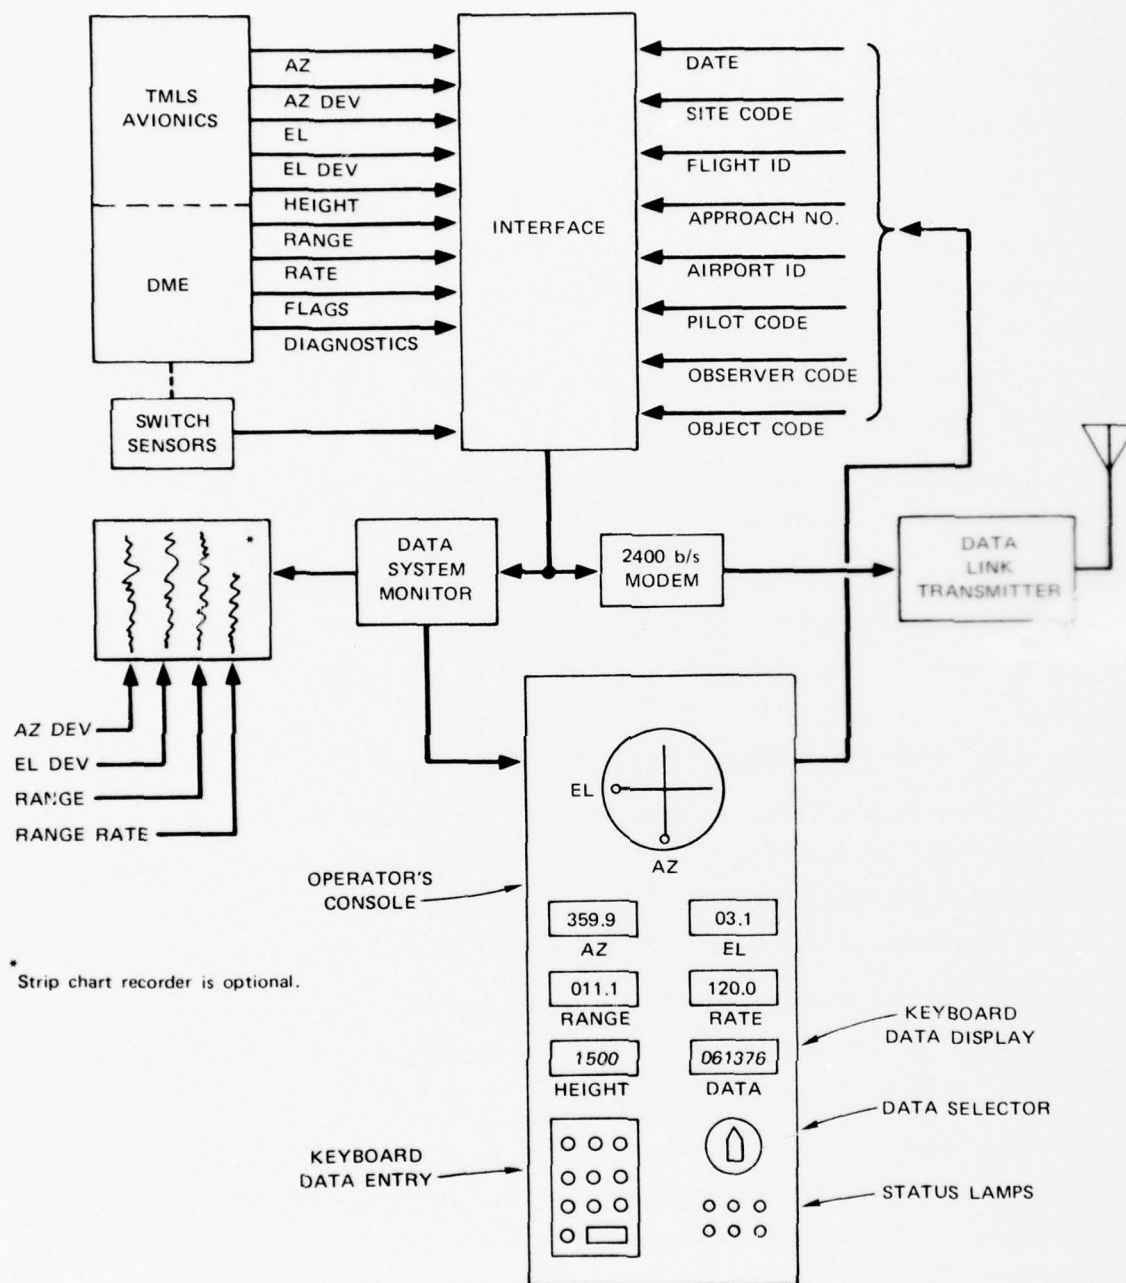 TMLS
AVIONICS
DME
AZ
AZ DEV
EL
EL DEV
HEIGHT
RANGE
RATE
FLAGS
DIAGNOSTICS
INTERFACE
DATE
SITE CODE
FLIGHT ID
APPROACH NO.
AIRPORT ID
PILOT CODE
OBSERVER CODE
OBJECT CODE
SWITCH
SENSORS
*
DATA
SYSTEM
MONITOR
2400 b/s
MODEM
DATA
LINK
TRANSMITTER
AZ DEV
EL DEV
RANGE
RANGE RATE
EL
AZ
OPERATOR'S
CONSOLE
359.9
AZ
03.1
EL
011.1
RANGE
120.0
RATE
1500
HEIGHT
061376
DATA
KEYBOARD
DATA DISPLAY
DATA SELECTOR
KEYBOARD
DATA ENTRY
STATUS LAMPS
* Strip chart recorder is optional.